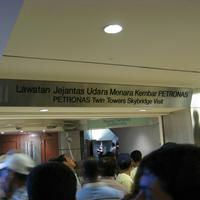 Lawatan Jejantas Udara Menara Kembar PETRONAS
PETRONAS Twin Towers Skybridge Visit